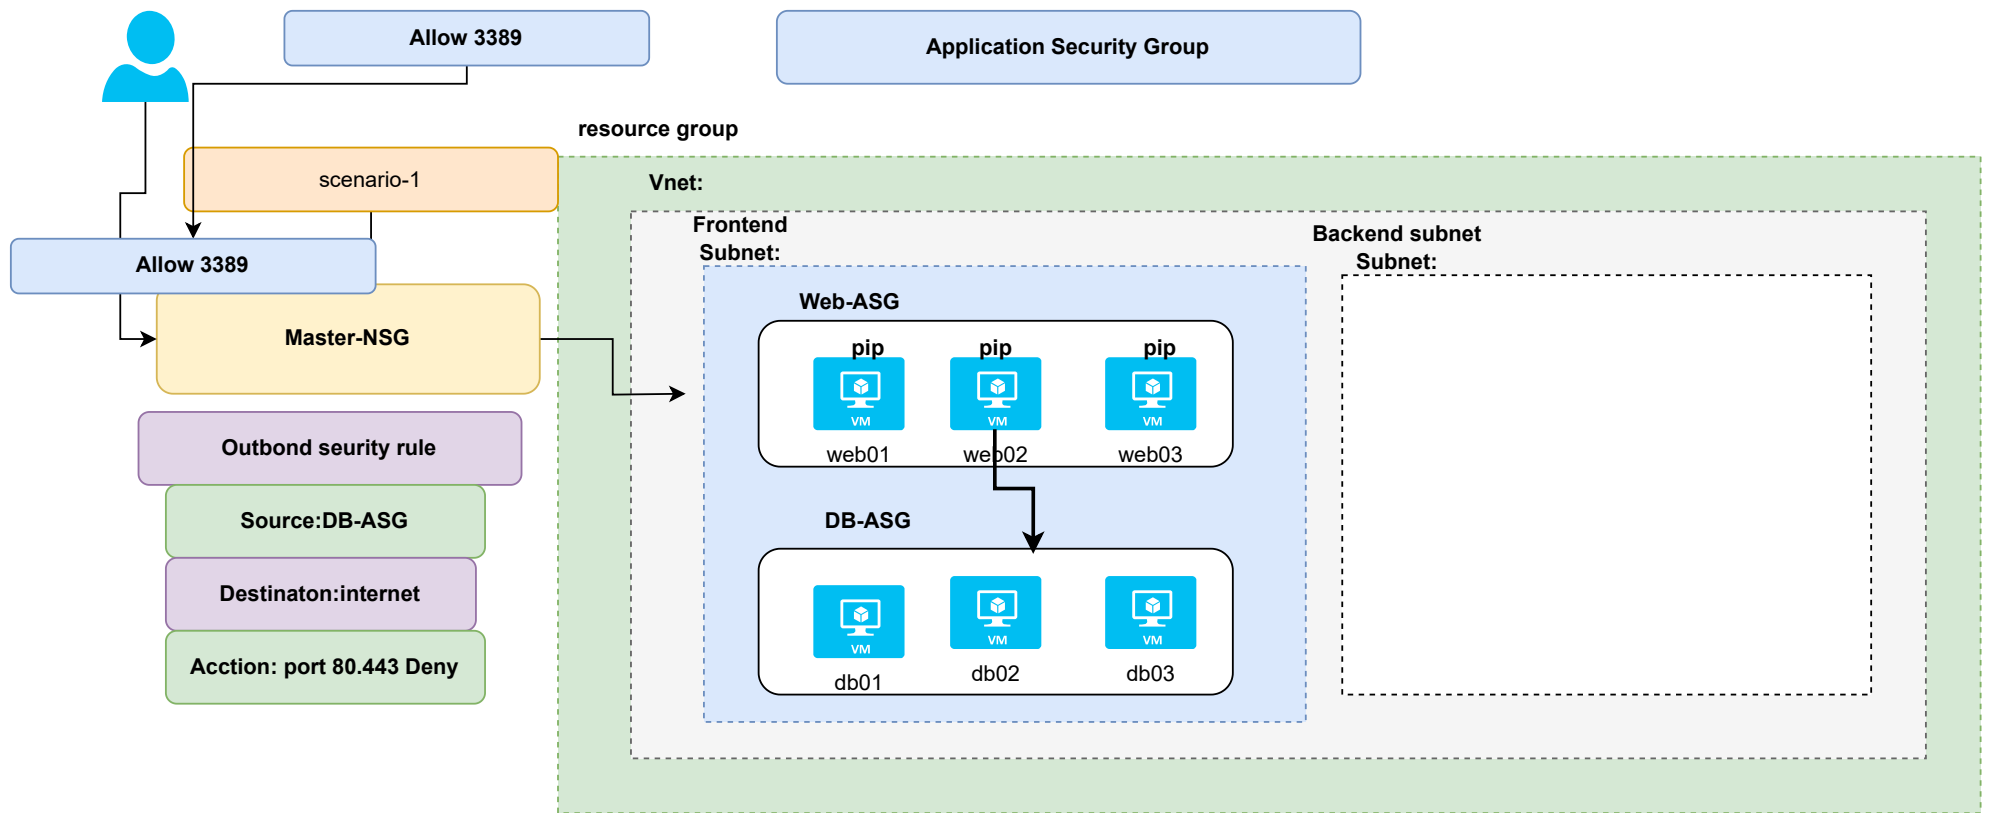 Allow 3389
Application Security Group
resource group
scenario-1
Vnet:
Frontend
Subnet:
Backend subnet
Subnet:
Allow 3389
Master-NSG
Web-ASG
pip
pip
pip
VM
VM
VM
web01
web02
web03
Outbond seurity rule
Source:DB-ASG
Destinaton:internet
Acction: port 80.443 Deny
DB-ASG
VM
VM
VM
db01
db02
db03